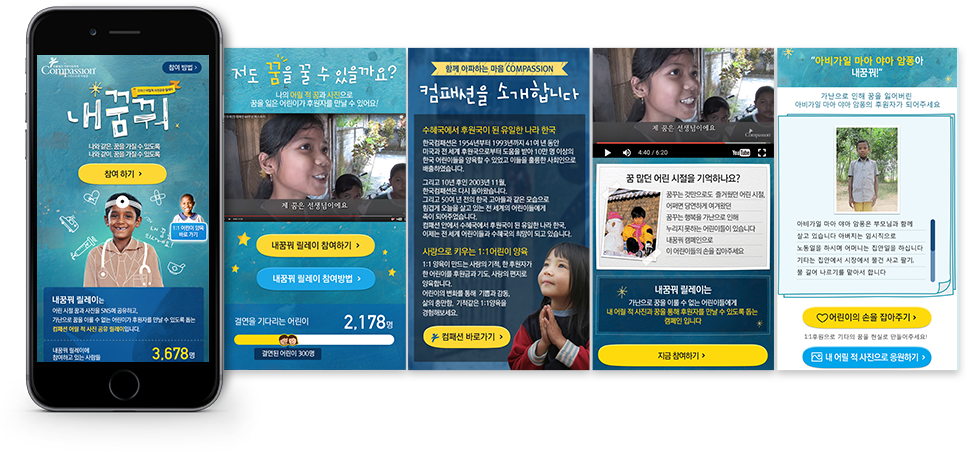 Compassion
참여 방법 >
내꿈꿔
나와 같은, 꿈을 가질 수 있도록
나와 같이, 꿈을 가질 수 있도록
참여 하기 >
1:1 어린이 양육
바로 가기
내꿈꿔 릴레이는
어린 시절 꿈과 사진을 SNS에 공유하고,
가난으로 꿈을 이룰 수 없는 어린이가 후원자를 만날 수 있도록 돕는
컴패션 어릴 적 사진 공유 릴레이입니다.
내꿈꿔 릴레이에
참여하고 있는 사람들
3,678명
저도 꿈을 꿀 수 있을까요?
나의 어릴 적 꿈과 사진으로
꿈을 잃은 어린이가 후원자를 만날 수 있어요!
제 꿈은 선생님이에요
내꿈꿔 릴레이 참여하기 >
내꿈꿔 릴레이 참여방법 >
결연을 기다리는 어린이
2,178명
결연된 어린이 300명
함께 아파하는 마음 COMPASSION
컴패션을 소개합니다
수혜국에서 후원국이 된 유일한 나라 한국
한국컴패션은 1954년부터 1993년까지 41여 년 동안
미국과 전 세계 후원국으로부터 도움을 받아 10만 명 이상의
한국 어린이들을 양육할 수 있었고 이들을 훌륭한 사회인으로
배출하였습니다.
그리고 10년 후인 2003년 11월,
한국컴패션은 다시 돌아왔습니다.
그리고 50여 년 전의 한국 고아들과 같은 모습으로
힘겹게 오늘을 살고 있는 전 세계의 어린이들에게
축복이 되어주었습니다.
컴패션 안에서 수혜국에서 후원국이 된 유일한 나라 한국,
이제는 전 세계 어린이들과 수혜국의 희망이 되고 있습니다.
사랑으로 키우는 1:1어린이 양육
1:1 양육이 만드는 사랑의 기적, 한 후원자가
한 어린이를 후원금과 기도, 사랑의 편지로
양육합니다.
어린이의 변화를 통해 기쁨과 감동,
삶의 충만함, 기적같은 1:1양육을
경험해보세요.
컴패션 바로가기 >
제 꿈은 선생님이에요
Compassion
4:40 / 6:20
YouTube
꿈 많던 어린 시절을 기억하나요?
꿈꾸는 것만으로도 즐거웠던 어린 시절,
어쩌면 당연하게 여겨왔던
꿈꾸는 행복을 가난으로 인해
누리지 못하는 어린이들이 있습니다
내꿈꿔 캠페인으로
이 어린이들의 손을 잡아주세요
내꿈꿔 릴레이는
가난으로 꿈을 이룰 수 없는 어린이들에게
내 어릴 적 사진과 꿈을 통해 후원자를 만날 수 있도록 돕는
캠페인 입니다
지금 참여하기 >
"아비가일 마아 야아 암퐁아
내꿈꿔!"
가난으로 인해 꿈을 잃어버린
아비가일 마아 야아 암퐁의 후원자가 되어주세요
아비가일 마아 야아 암퐁은 부모님과 함께
살고 있습니다 아버지는 임시직으로
노동일을 하시며 어머니는 집안일을 하십니다
기타는 집안에서 시장에서 물건 사고 팔기,
물 길어 나르기를 맡아서 합니다
어린이의 손을 잡아주기 >
1:1후원으로 기타의 꿈을 현실로 만들어주세요!
내 어릴 적 사진으로 응원하기 >